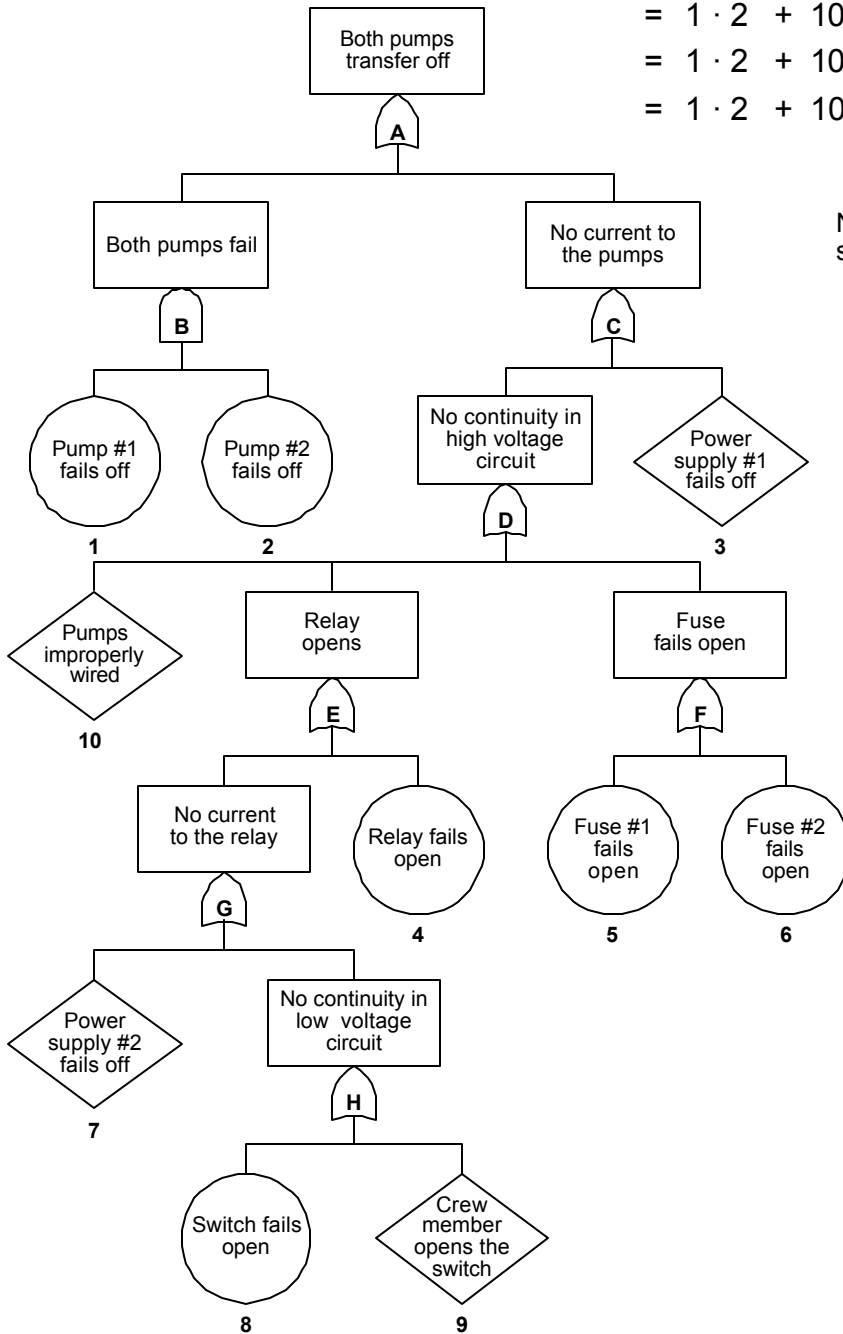 = 1 · 2 + 10
= 1 · 2 + 10
= 1 · 2 + 10
Both pumps
transfer off
A
Both pumps fail
No current to
the pumps
N
s
B
C
Pump #1
fails off
1
Pump #2
fails off
2
No continuity in
high voltage
circuit
Power
supply #1
fails off
3
D
Pumps
improperly
wired
10
Relay
opens
Fuse
fails open
E
F
No current
to the relay
Relay fails
open
4
Fuse #1
fails
open
5
Fuse #2
fails
open
6
G
Power
supply #2
fails off
7
No continuity in
low voltage
circuit
H
Switch fails
open
8
Crew
member
opens the
switch
9